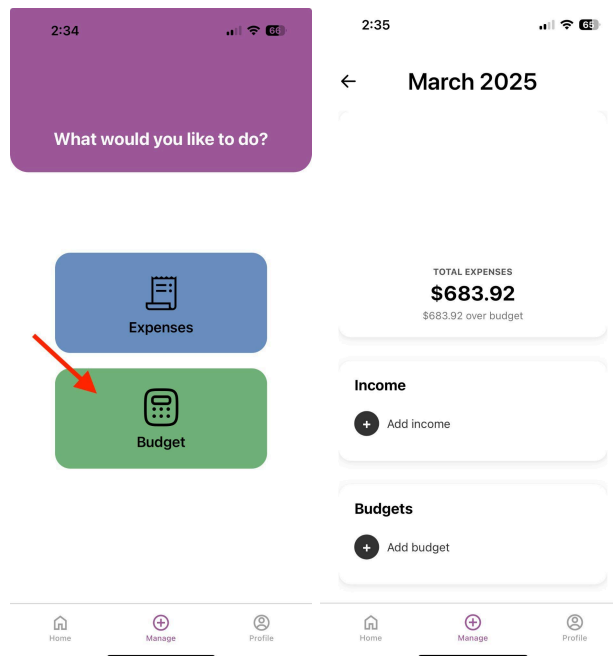 2:34
66
What would you like to do?
Expenses
Budget
Home
Manage
Profile
2:35
65
March 2025
TOTAL EXPENSES
$683.92
$683.92 over budget
Income
Add income
Budgets
Add budget
Home
Manage
Profile